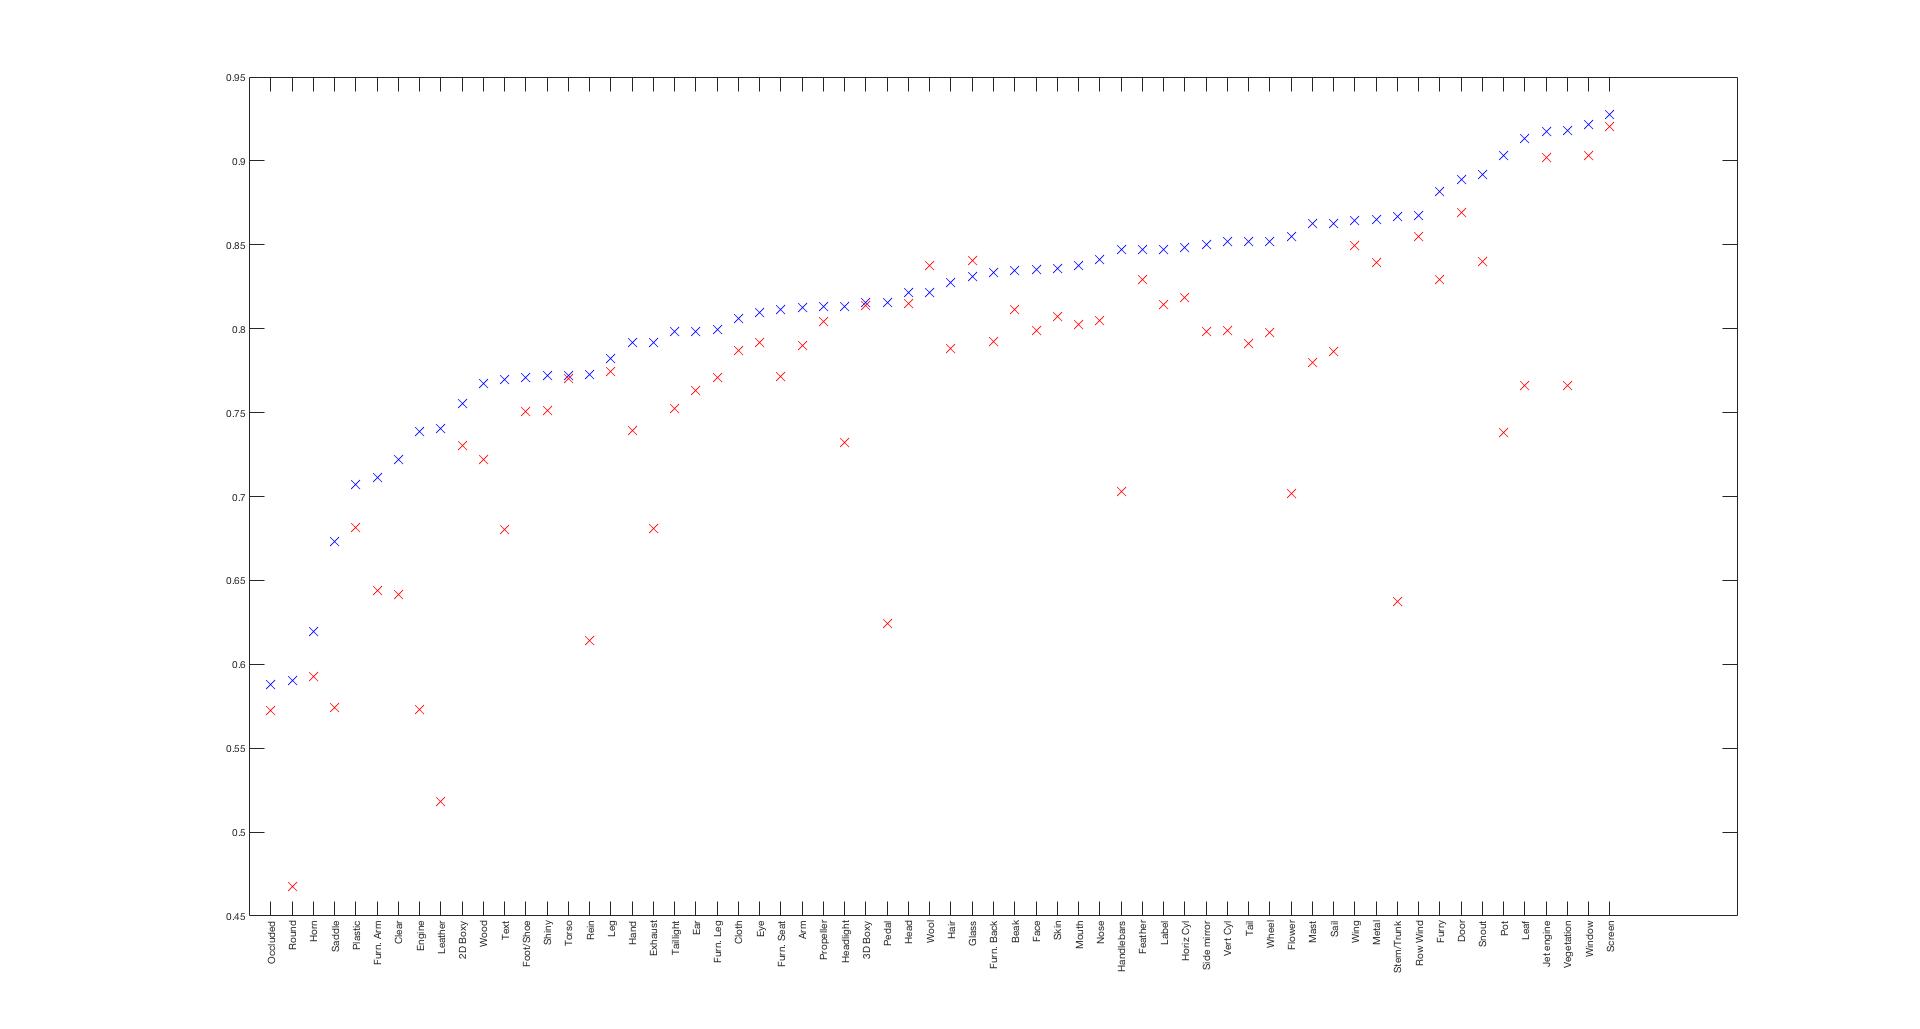 0.95
0.9
0.85
0.8
0.75
0.7
0.65
0.6
0.55
0.5
0.45
Occluded
Round
Horn
Saddle
Plastic
Furn. Arm
Clear
Engine
Leather
2D Boxy
Wood
Text
Foot/Shoe
Shiny
Torso
Rein
Leg
Hand
Exhaust
Taillight
Ear
Furn. Leg
Cloth
Eye
Furn. Seat
Arm
Propeller
Headlight
3D Boxy
Pedal
Head
Wool
Hair
Glass
Furn. Back
Beak
Face
Skin
Mouth
Nose
Handlebars
Feather
Label
Horiz Cyl
Side mirror
Vert Cyl
Tail
Wheel
Flower
Mast
Sail
Wing
Metal
Stem/Trunk
Row Wind
Furry
Door
Snout
Pot
Leaf
Jet engine
Vegetation
Window
Screen